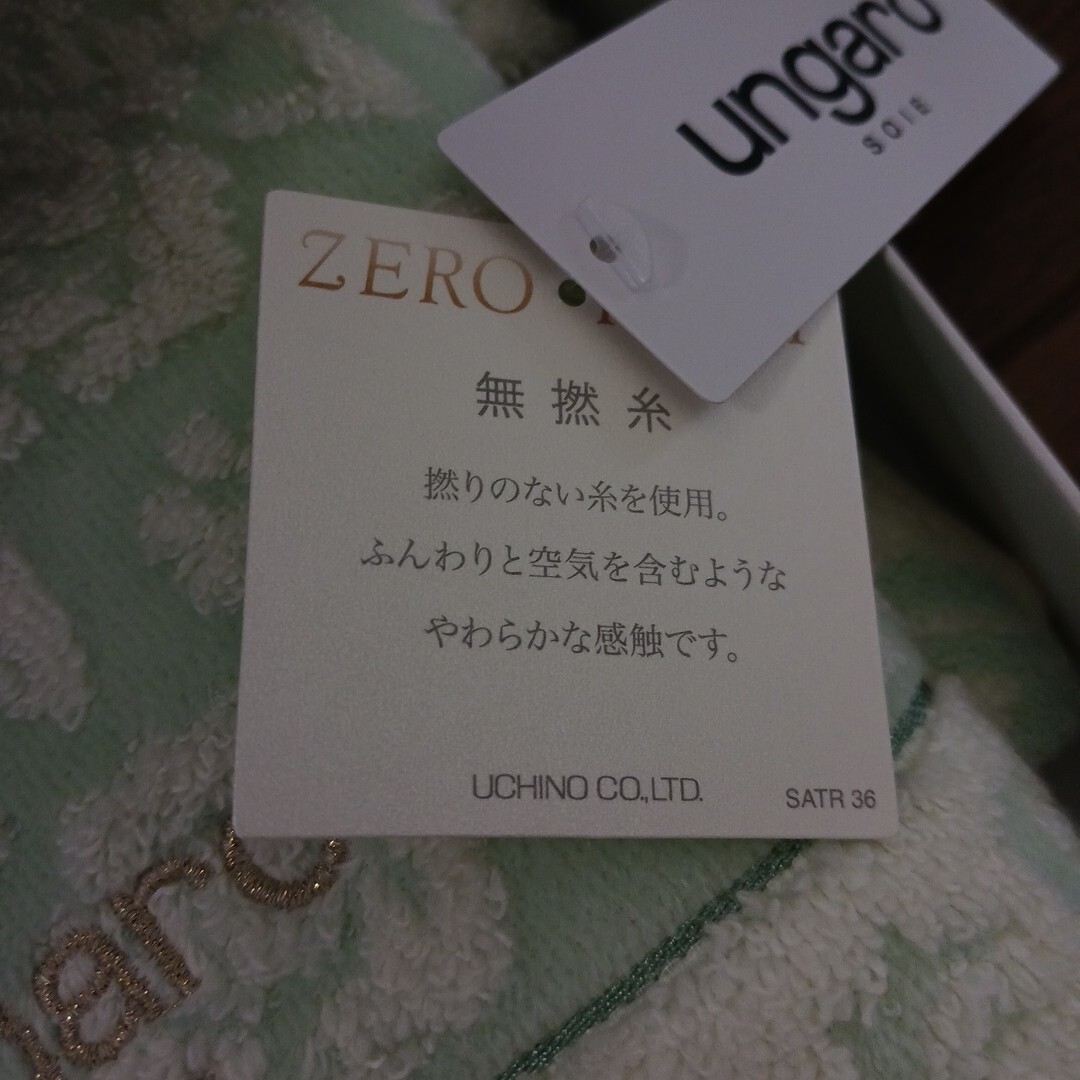 ungaro
SOIE
ZERO
無撚糸
撚りのない糸を使用。
ふんわりと空気を含むような
やわらかな感触です。
UCHINO CO.,LTD.
SATR 36
aro